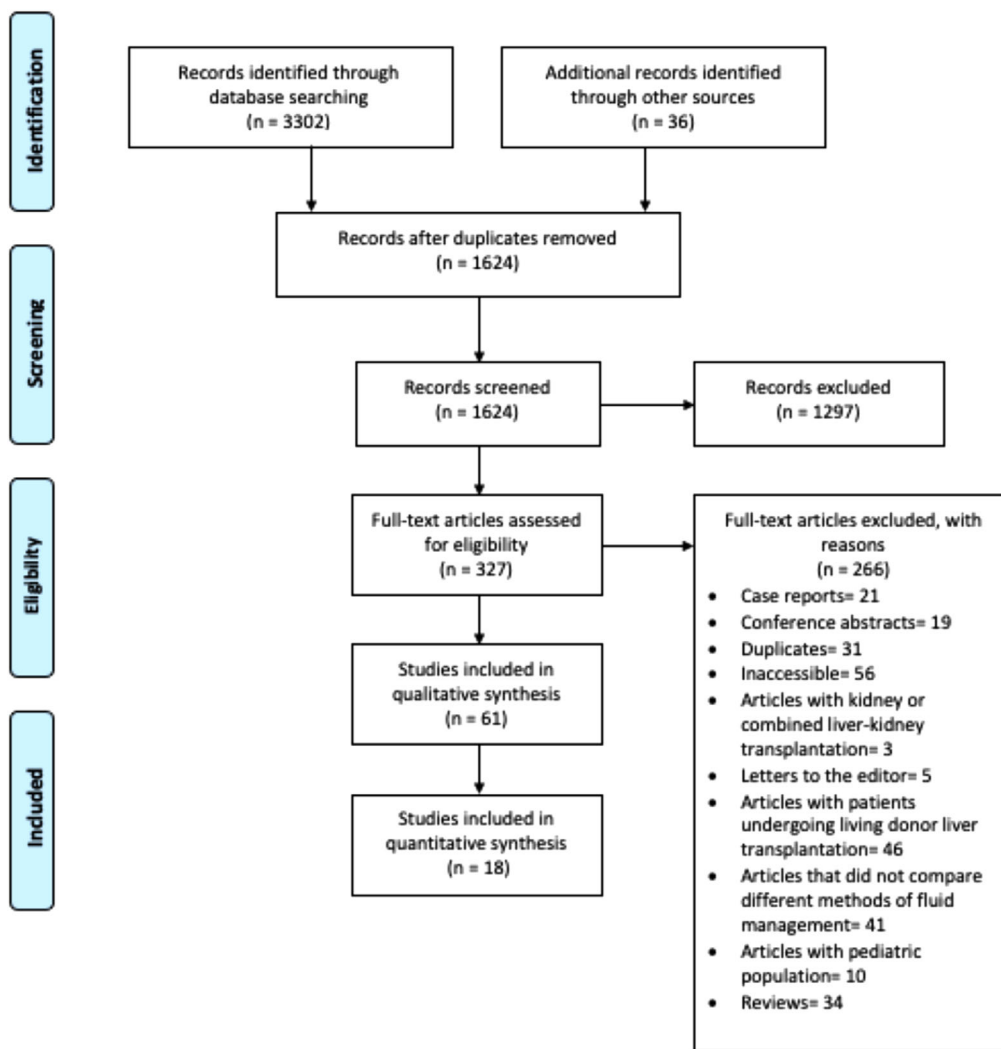 Identification
Records identified through
database searching
(n = 3302)
Additional records identified
through other sources
(n = 36)
Records after duplicates removed
(n = 1624)
Screening
Records screened
(n = 1624)
Records excluded
(n = 1297)
Eligibility
Full-text articles assessed
for eligibility
(n = 327)
Full-text articles excluded, with
reasons
(n = 266)
• Case reports= 21
• Conference abstracts= 19
• Duplicates= 31
• Inaccessible= 56
• Articles with kidney or
combined liver-kidney
transplantation= 3
• Letters to the editor= 5
• Articles with patients
undergoing living donor liver
transplantation= 46
• Articles that did not compare
different methods of fluid
management= 41
• Articles with pediatric
population= 10
• Reviews= 34
Studies included in
qualitative synthesis
(n = 61)
Included
Studies included in
quantitative synthesis
(n = 18)